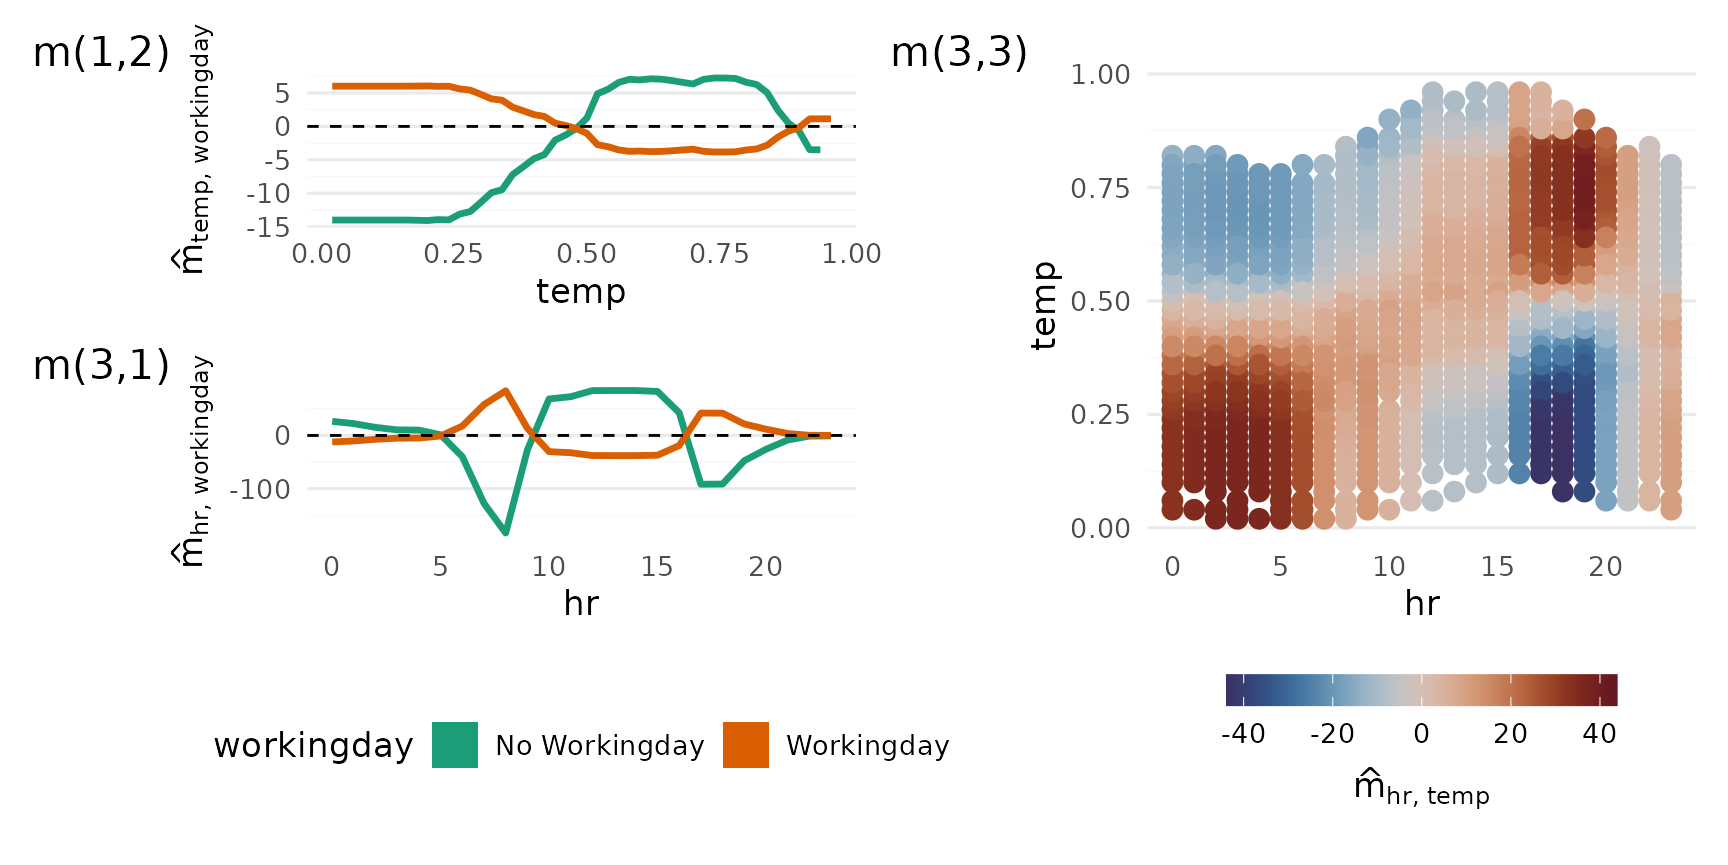 m(1,2)
m̂temp, workingday
5
0
-5
-10
-15
0.00 0.25 0.50 0.75 1.00
temp
m(3,1)
m̂hr, workingday
0
-100
0 5 10 15 20
hr
workingday No Workingday Workingday
m(3,3)
temp
1.00
0.75
0.50
0.25
0.00
0 5 10 15 20
hr
-40 -20 0 20 40
m̂hr, temp